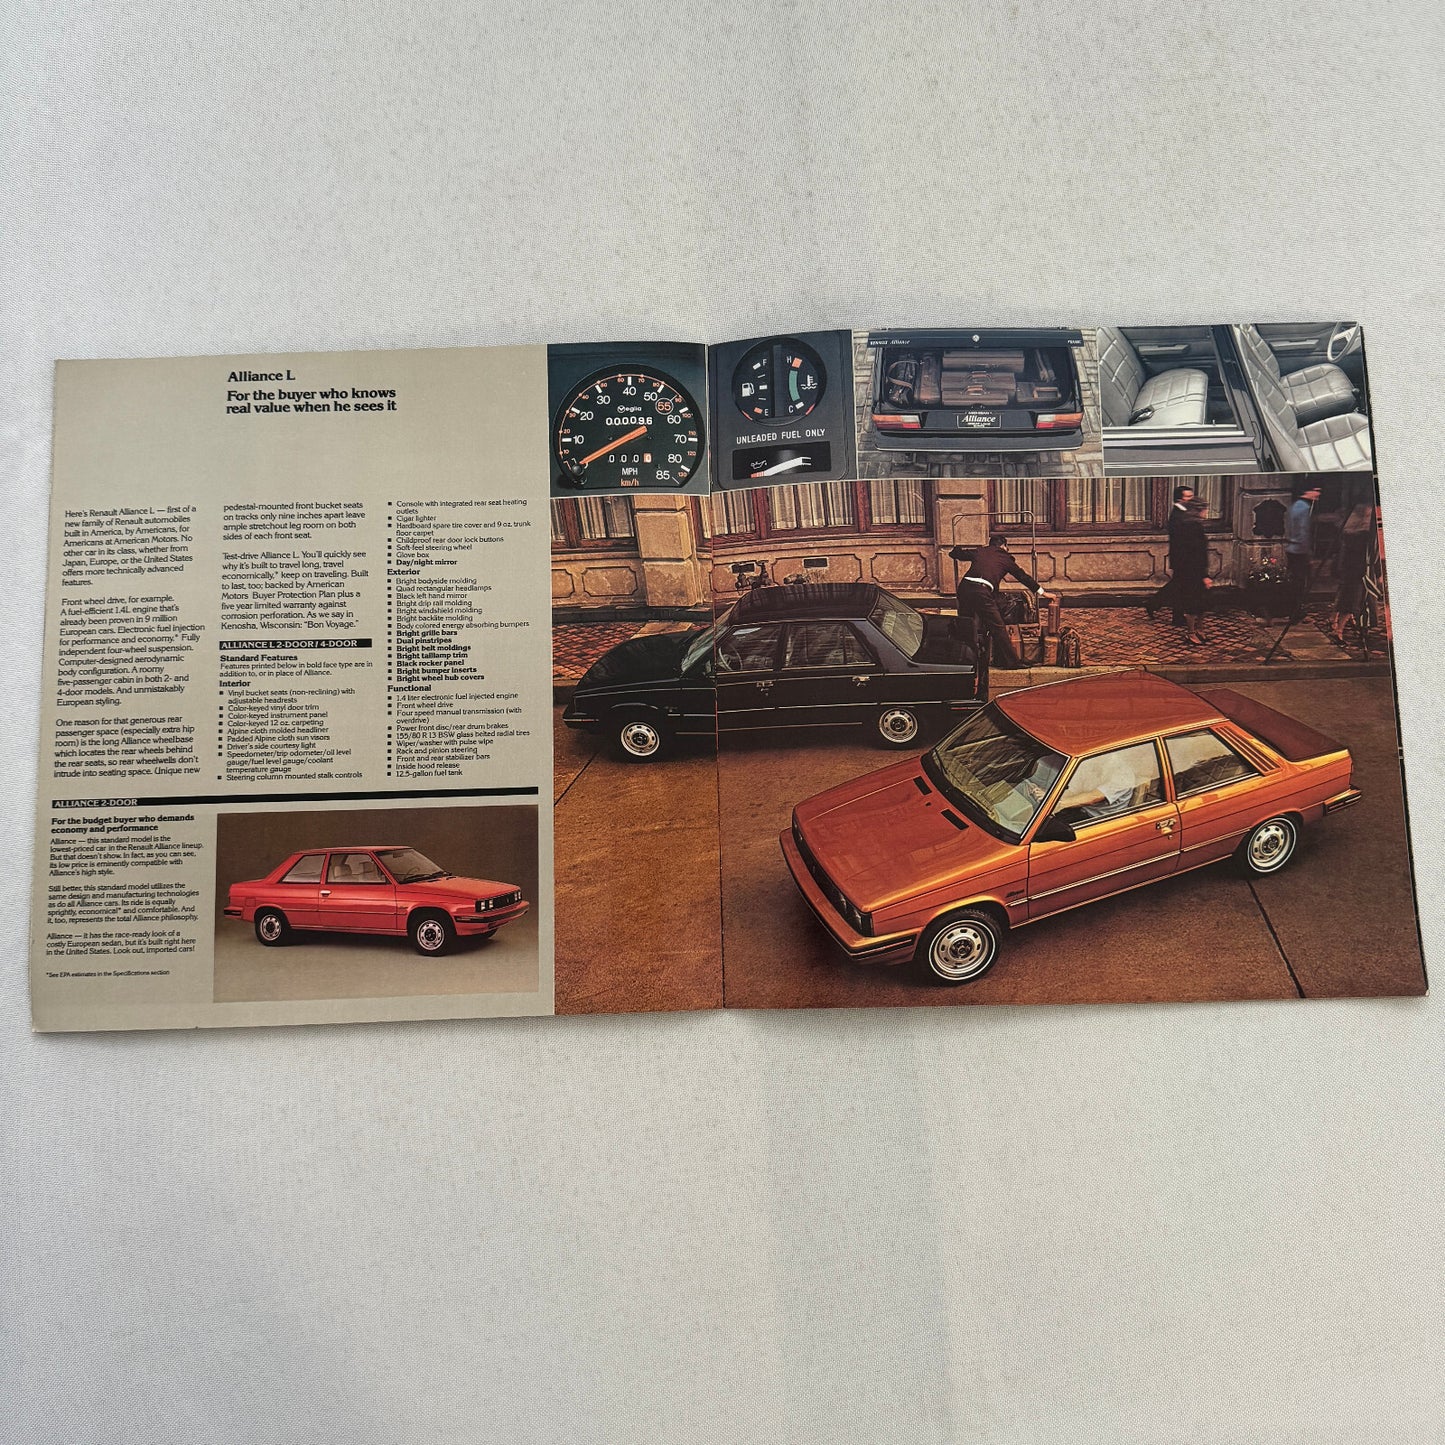 Alliance L
For the buyer who knows
real value when he sees it
Here's Renault Alliance L — first of a
new family of Renault automobiles
built in America, by Americans, for
Americans at American Motors. No
other car in its class, whether from
Japan, Europe, or the United States
offers more technically advanced
features.
Front wheel drive, for example.
A fuel-efficient 1.4L engine that's
already been proven in 9 million
European cars. Electronic fuel injection
for performance and economy.* Fully
independent four-wheel suspension.
Computer-designed aerodynamic
body configuration. A roomy
five-passenger cabin in both 2- and
4-door models. And unmistakably
European styling.
One reason for that generous rear
passenger space (especially extra hip
room) is the long Alliance wheelbase
which locates the rear wheels behind
the rear seats, so rear wheelwells don't
intrude into seating space. Unique new
pedestal-mounted front bucket seats
on tracks only nine inches apart leave
ample stretchout leg room on both
sides of each front seat.
Test-drive Alliance L. You'll quickly see
why it's built to travel long, travel
economically,* keep on traveling. Built
to last, too; backed by American
Motors Buyer Protection Plan plus a
five year limited warranty against
corrosion perforation. As we say in
Kenosha, Wisconsin: "Bon Voyage."
ALLIANCE L 2-DOOR / 4-DOOR
Standard Features
Features printed below in bold face type are in
addition to, or in place of Alliance.
Interior
■ Vinyl bucket seats (non-reclining) with
adjustable headrests
■ Color-keyed vinyl door trim
■ Color-keyed instrument panel
■ Color-keyed 12 oz. carpeting
■ Alpine cloth molded headliner
■ Padded Alpine cloth sun visors
■ Driver's side courtesy light
■ Speedometer/trip odometer/oil level
gauge/fuel level gauge/coolant
temperature gauge
■ Steering column mounted stalk controls
■ Console with integrated rear seat heating
outlets
■ Cigar lighter
■ Hardboard spare tire cover and 9 oz. trunk
floor carpet
■ Childproof rear door lock buttons
■ Soft-feel steering wheel
■ Glove box
■ Day/night mirror
Exterior
■ Bright bodyside molding
■ Quad rectangular headlamps
■ Black left hand mirror
■ Bright drip rail molding
■ Bright windshield molding
■ Bright backlite molding
■ Body colored energy absorbing bumpers
■ Bright grille bars
■ Dual pinstripes
■ Bright belt moldings
■ Bright taillamp trim
■ Black rocker panel
■ Bright bumper inserts
■ Bright wheel hub covers
Functional
■ 1.4 liter electronic fuel injected engine
■ Front wheel drive
■ Four speed manual transmission (with
overdrive)
■ Power front disc/rear drum brakes
■ 155/80 R 13 BSW glass belted radial tires
■ Wiper/washer with pulse wipe
■ Rack and pinion steering
■ Front and rear stabilizer bars
■ Inside hood release
■ 12.5-gallon fuel tank
ALLIANCE 2-DOOR
For the budget buyer who demands
economy and performance
Alliance — this standard model is the
lowest-priced car in the Renault Alliance lineup.
But that doesn't show. In fact, as you can see,
its low price is eminently compatible with
Alliance's high style.
Still better, this standard model utilizes the
same design and manufacturing technologies
as do all Alliance cars. Its ride is equally
sprightly, economical* and comfortable. And
it, too, represents the total Alliance philosophy.
Alliance — it has the race-ready look of a
costly European sedan, but it's built right here
in the United States. Look out, imported cars!
*See EPA estimates in the Specifications section
10 20 30 40 50 55 60 70 80 85
Veglia
000096
000 0
MPH
km/h
F H
E C
UNLEADED FUEL ONLY
RENAULT Alliance
Alliance